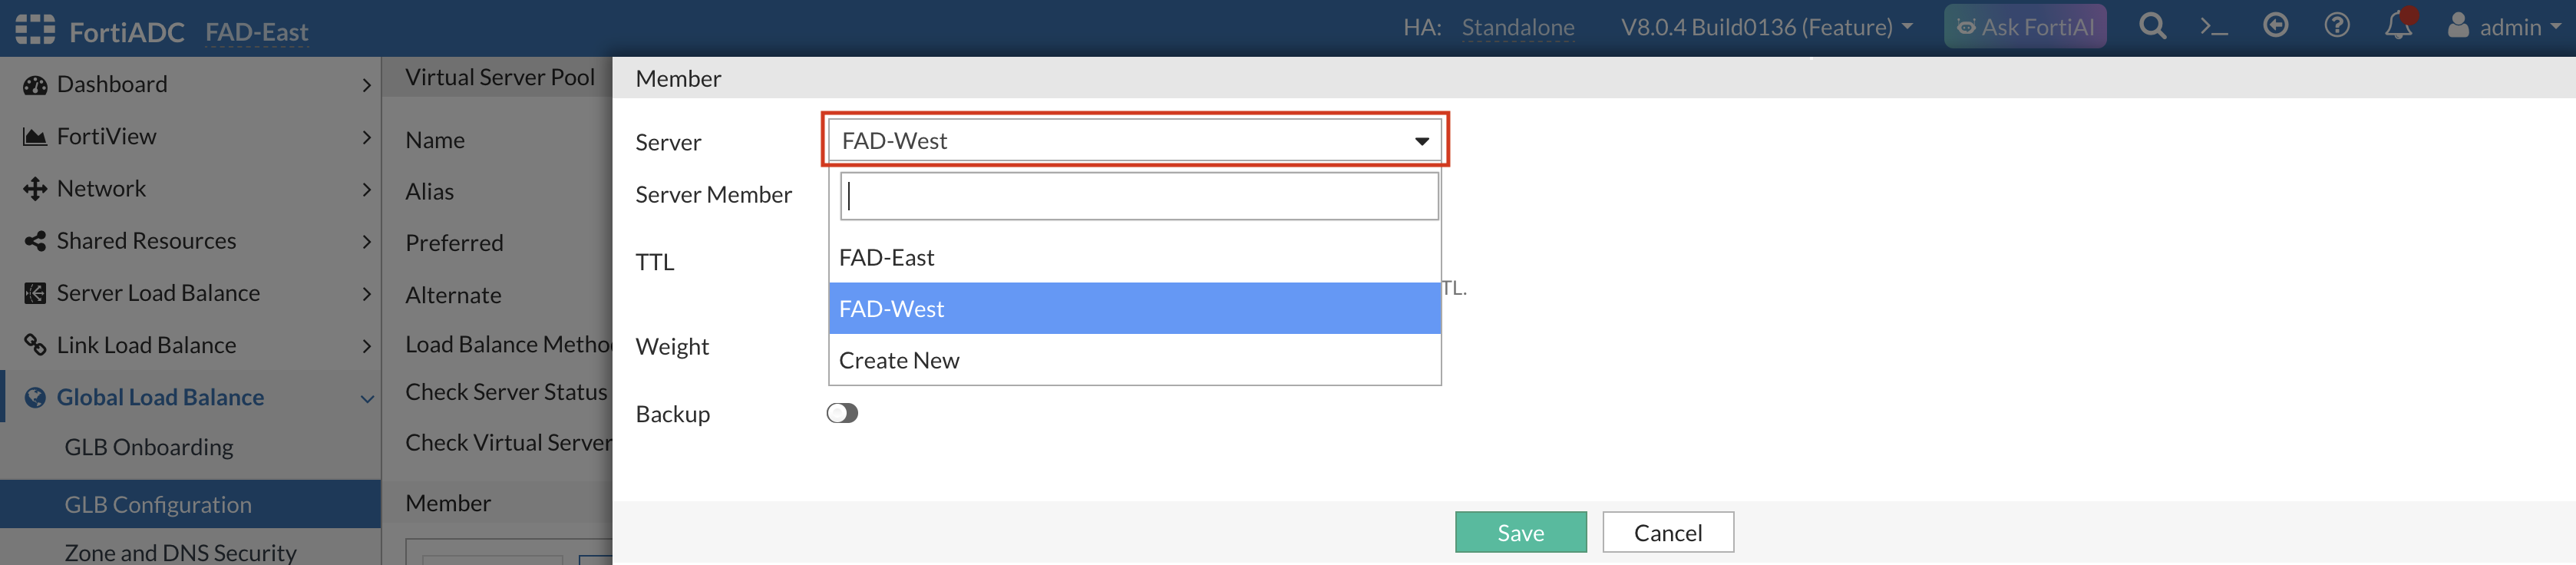 FortiADC FAD-East HA: Standalone V8.0.4 Build0136 (Feature) Ask FortiAI admin
Dashboard
FortiView
Network
Shared Resources
Server Load Balance
Link Load Balance
Global Load Balance
GLB Onboarding
GLB Configuration
Zone and DNS Security
Virtual Server Pool
Name
Alias
Preferred
Alternate
Load Balance Metho
Check Server Status
Check Virtual Server
Member
Member
Server FAD-West
Server Member
FAD-East
TTL
TL.
FAD-West
Weight
Create New
Backup
Save Cancel